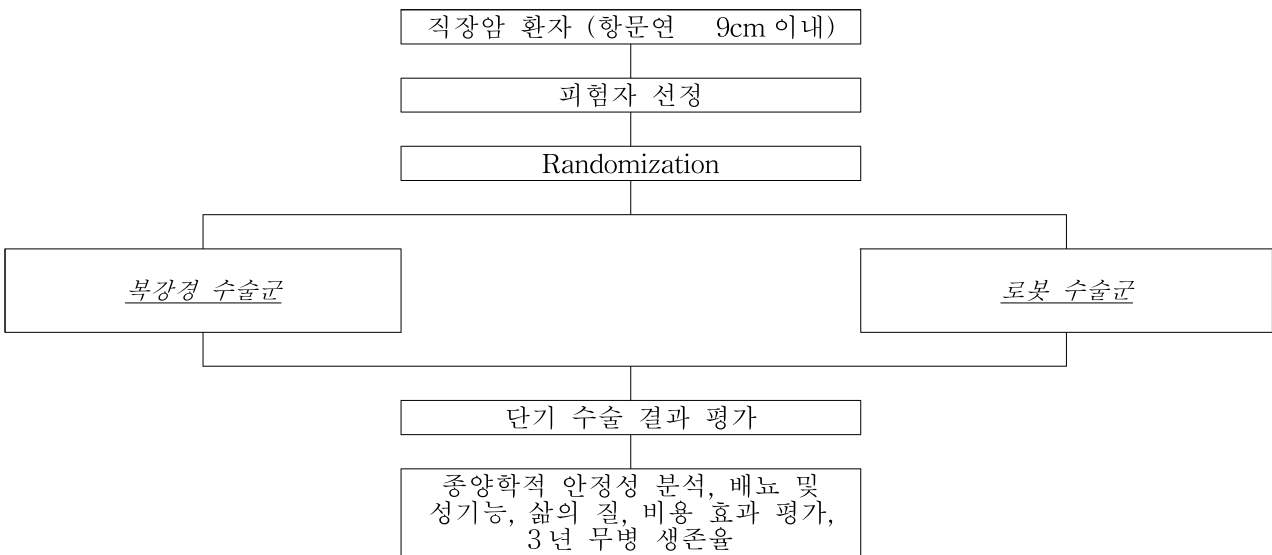 직장암 환자 (항문연 9cm 이내)
피험자 선정
Randomization
복강경 수술군
로봇 수술군
단기 수술 결과 평가
종양학적 안정성 분석, 배뇨 및
성기능, 삶의 질, 비용 효과 평가,
3년 무병 생존율